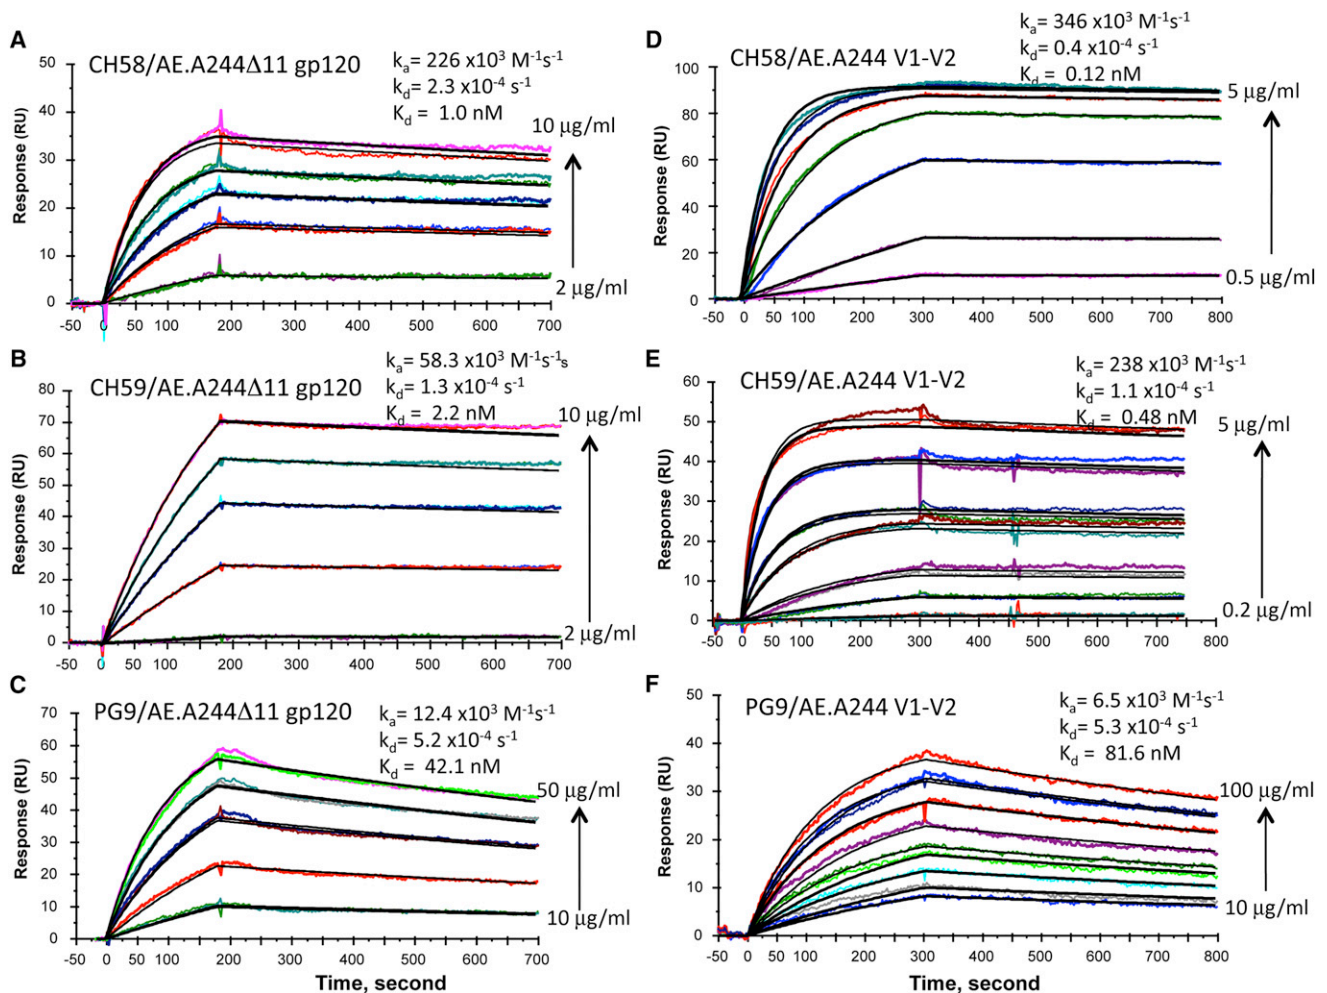 A
CH58/AE.A244Δ11 gp120
kₐ= 226 x10³ M⁻¹s⁻¹
k_d= 2.3 x10⁻⁴ s⁻¹
K_d = 1.0 nM
10 µg/ml
2 µg/ml
Response (RU)
50
40
30
20
10
0
-50 0 50 100 200 300 400 500 600 700
B
CH59/AE.A244Δ11 gp120
kₐ= 58.3 x10³ M⁻¹s⁻¹s
k_d= 1.3 x10⁻⁴ s⁻¹
K_d = 2.2 nM
10 µg/ml
2 µg/ml
Response (RU)
80
70
60
50
40
30
20
10
0
-50 0 50 100 200 300 400 500 600 700
C
PG9/AE.A244Δ11 gp120
kₐ= 12.4 x10³ M⁻¹s⁻¹
k_d= 5.2 x10⁻⁴ s⁻¹
K_d = 42.1 nM
50 µg/ml
10 µg/ml
Response (RU)
70
60
50
40
30
20
10
0
-50 0 50 100 200 300 400 500 600 700
Time, second
D
CH58/AE.A244 V1-V2
kₐ= 346 x10³ M⁻¹s⁻¹
k_d= 0.4 x10⁻⁴ s⁻¹
K_d = 0.12 nM
5 µg/ml
0.5 µg/ml
Response (RU)
100
80
60
40
20
0
-50 0 50 100 200 300 400 500 600 700 800
E
CH59/AE.A244 V1-V2
kₐ= 238 x10³ M⁻¹s⁻¹
k_d= 1.1 x10⁻⁴ s⁻¹
K_d = 0.48 nM
5 µg/ml
0.2 µg/ml
Response (RU)
60
50
40
30
20
10
0
-50 0 50 100 200 300 400 500 600 700 800
F
PG9/AE.A244 V1-V2
kₐ= 6.5 x10³ M⁻¹s⁻¹
k_d= 5.3 x10⁻⁴ s⁻¹
K_d = 81.6 nM
100 µg/ml
10 µg/ml
Response (RU)
50
40
30
20
10
0
-50 0 50 100 200 300 400 500 600 700 800
Time, second